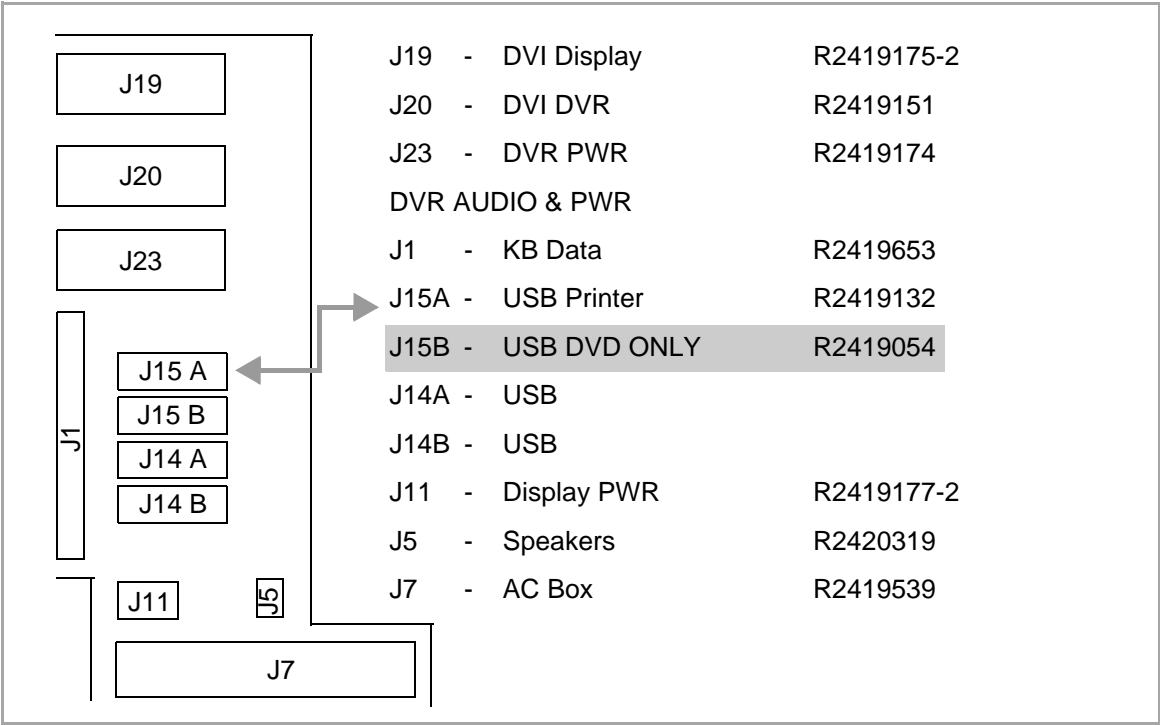 J19
J20
J23
J1
J15 A
J15 B
J14 A
J14 B
J11
J5
J7
J19 - DVI Display R2419175-2
J20 - DVI DVR R2419151
J23 - DVR PWR R2419174
DVR AUDIO & PWR
J1 - KB Data R2419653
J15A - USB Printer R2419132
J15B - USB DVD ONLY R2419054
J14A - USB
J14B - USB
J11 - Display PWR R2419177-2
J5 - Speakers R2420319
J7 - AC Box R2419539